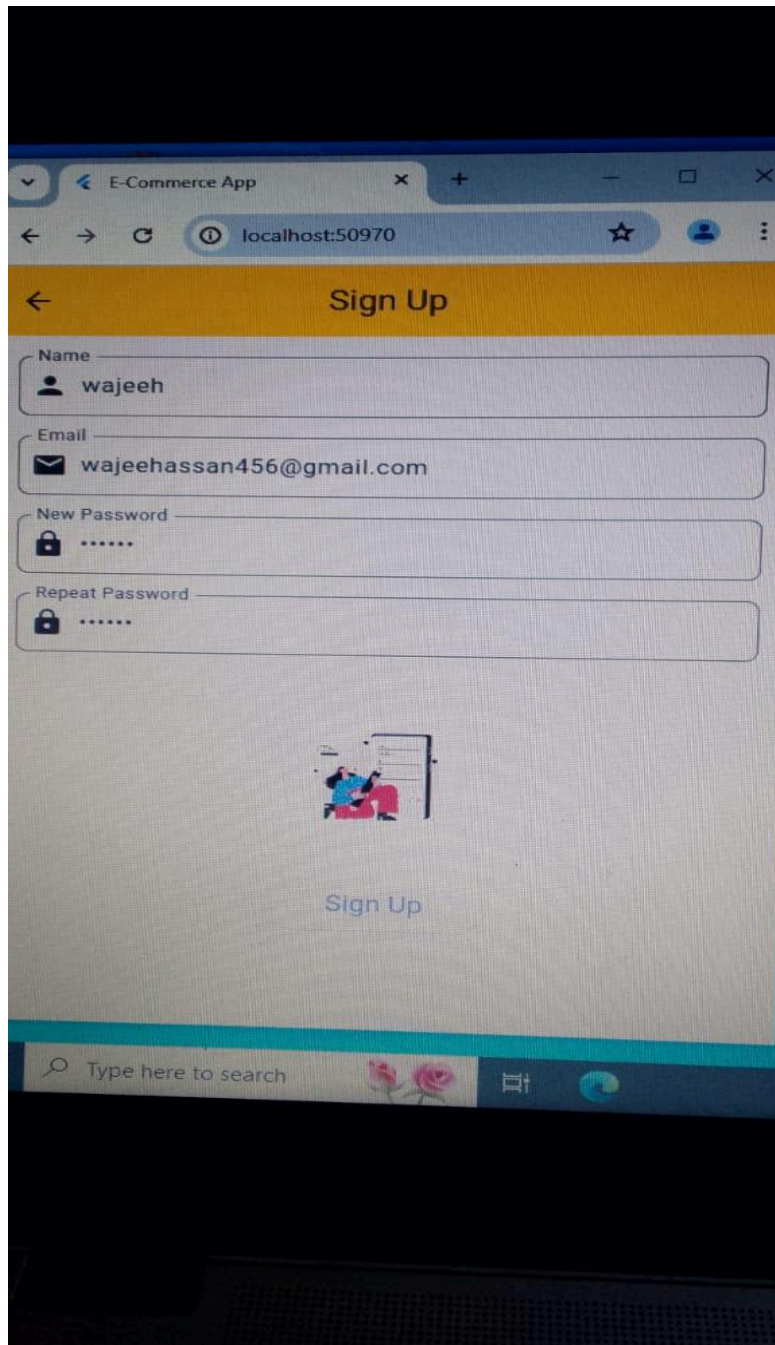 E-Commerce App
localhost:50970
Sign Up
Name
wajeeh
Email
wajeehassan456@gmail.com
New Password
••••••
Repeat Password
••••••
Sign Up
Type here to search